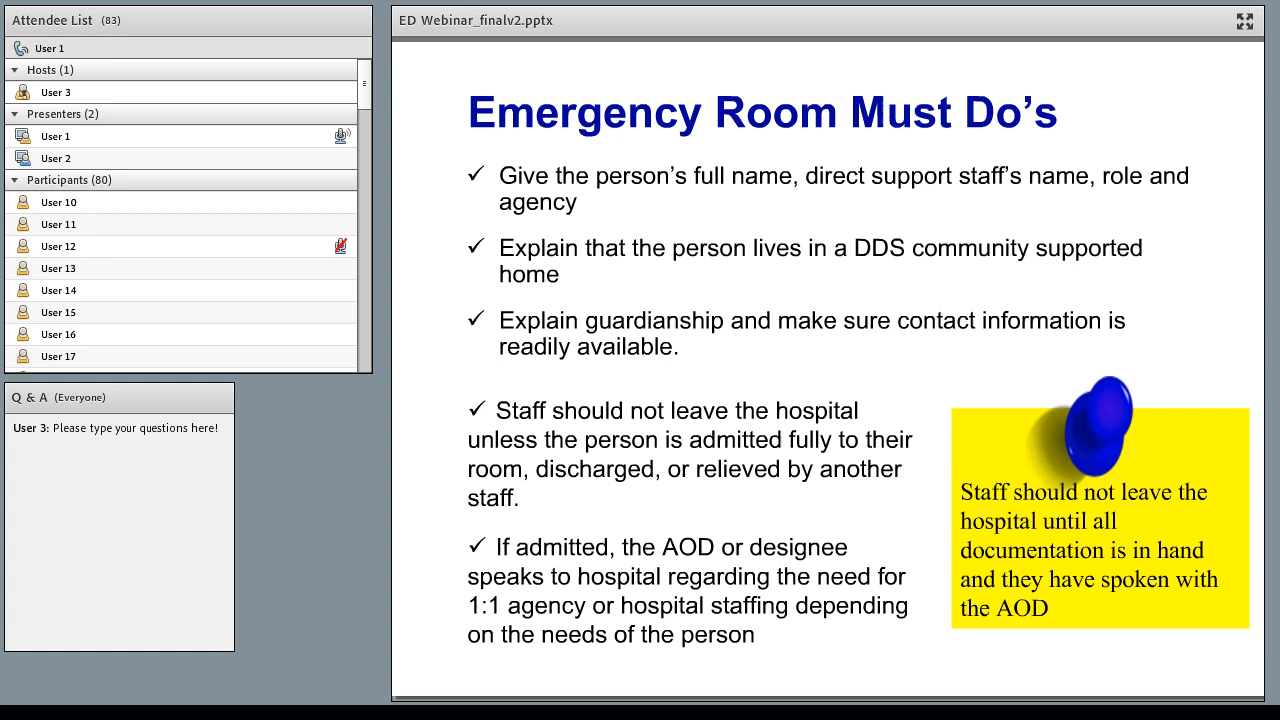 Attendee List (83)
User 1
Hosts (1)
User 3
Presenters (2)
User 1
User 2
Participants (80)
User 10
User 11
User 12
User 13
User 14
User 15
User 16
User 17
Q & A (Everyone)
User 3: Please type your questions here!
ED Webinar_finalv2.pptx
Emergency Room Must Do’s
✓ Give the person’s full name, direct support staff’s name, role and
agency
✓ Explain that the person lives in a DDS community supported
home
✓ Explain guardianship and make sure contact information is
readily available.
✓ Staff should not leave the hospital
unless the person is admitted fully to their
room, discharged, or relieved by another
staff.
✓ If admitted, the AOD or designee
speaks to hospital regarding the need for
1:1 agency or hospital staffing depending
on the needs of the person
Staff should not leave the
hospital until all
documentation is in hand
and they have spoken with
the AOD